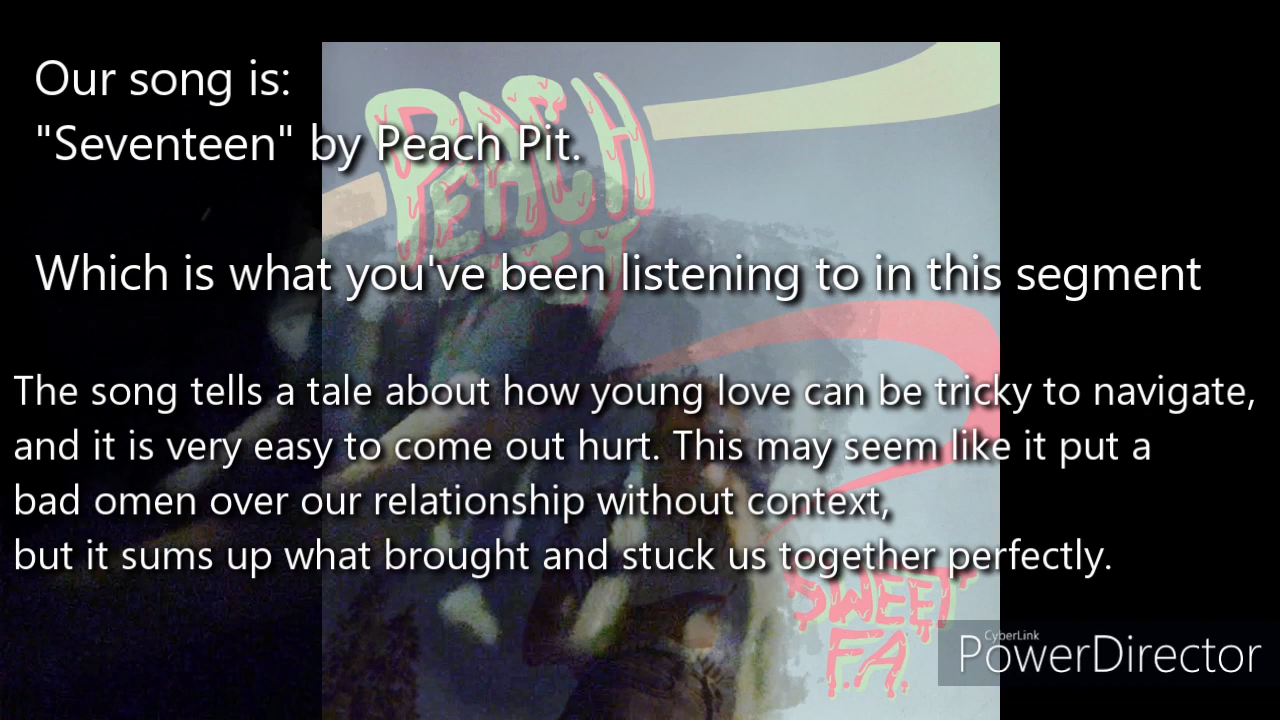 Our song is:
"Seventeen" by Peach Pit.
Which is what you've been listening to in this segment
The song tells a tale about how young love can be tricky to navigate,
and it is very easy to come out hurt. This may seem like it put a
bad omen over our relationship without context,
but it sums up what brought and stuck us together perfectly.
PEACH
PIT
SWEET
F.A.
CyberLink
PowerDirector